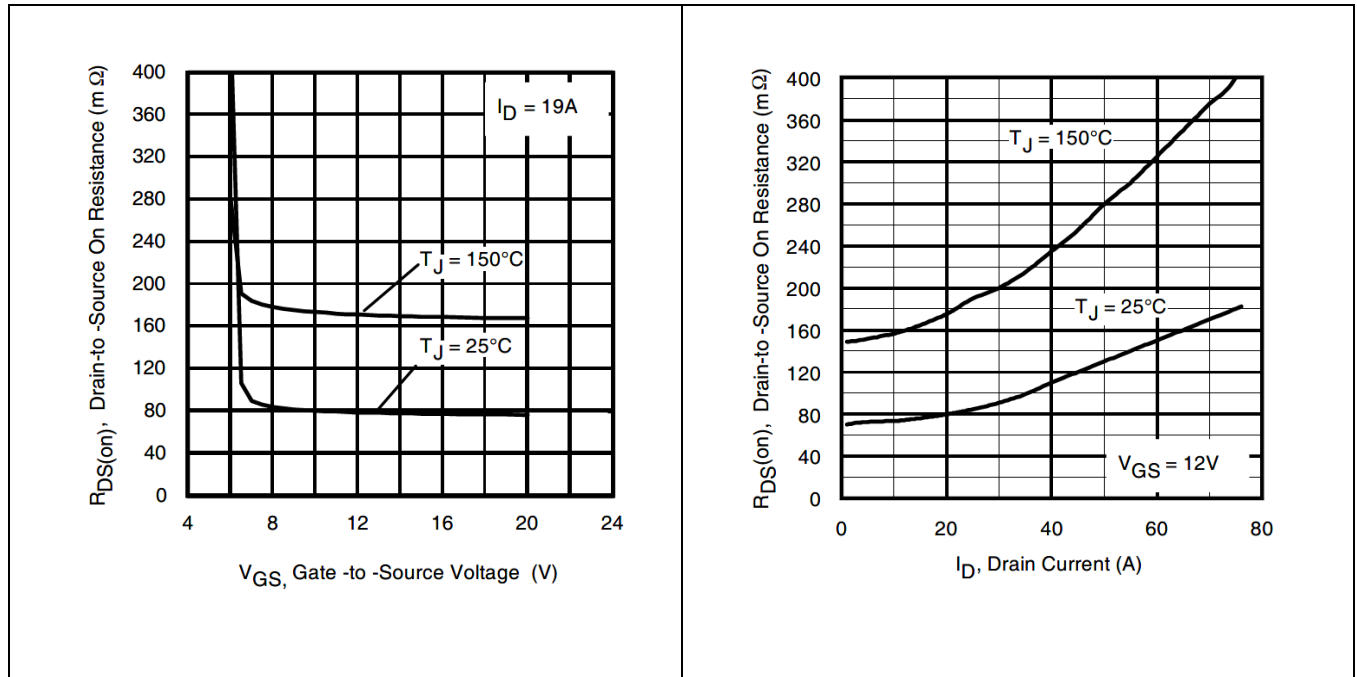 RDS(on), Drain-to -Source On Resistance (m Ω)
400
360
320
280
240
200
160
120
80
40
0
ID = 19A
TJ = 150°C
TJ = 25°C
4 8 12 16 20 24
VGS, Gate -to -Source Voltage (V)
RDS(on), Drain-to -Source On Resistance (m Ω)
400
360
320
280
240
200
160
120
80
40
0
TJ = 150°C
TJ = 25°C
VGS = 12V
0 20 40 60 80
ID, Drain Current (A)